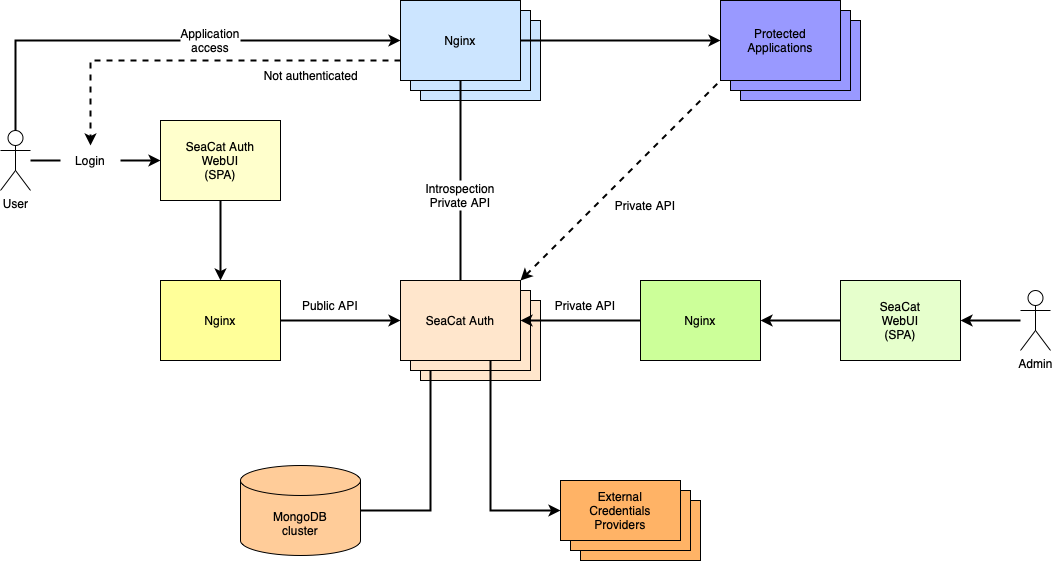 Application
access
Nginx
Protected
Applications
Not authenticated
SeaCat Auth
WebUI
(SPA)
Login
User
Introspection
Private API
Private API
Nginx
Public API
SeaCat Auth
Private API
Nginx
SeaCat
WebUI
(SPA)
Admin
MongoDB
cluster
External
Credentials
Providers